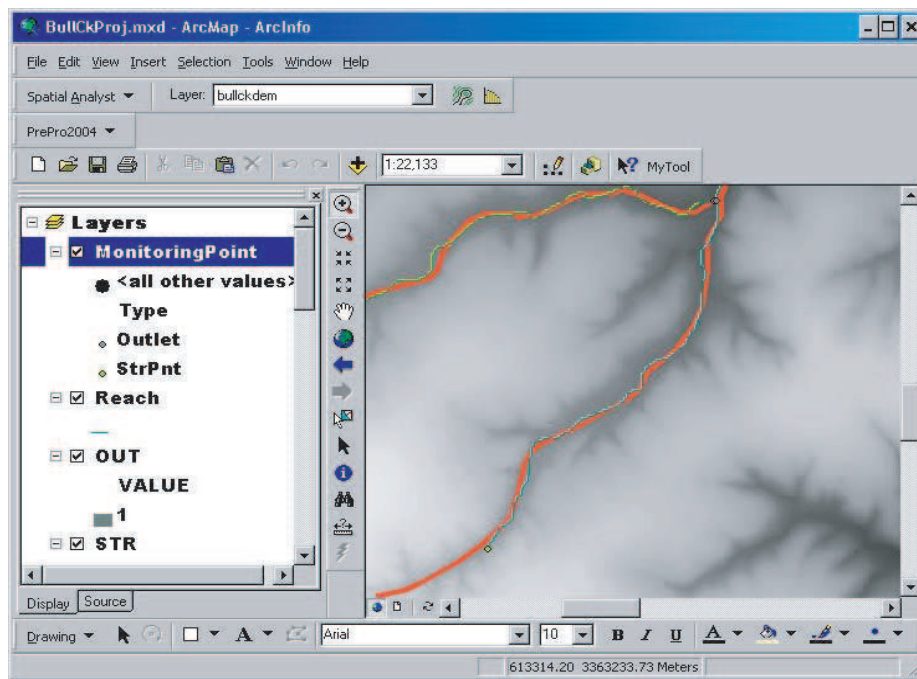 BullCkProj.mxd - ArcMap - ArcInfo
File Edit View Insert Selection Tools Window Help
Spatial Analyst Layer: bullckdem
PrePro2004
1:22,133 MyTool
Layers
MonitoringPoint
<all other values>
Type
Outlet
StrPnt
Reach
OUT
VALUE
1
STR
Display Source
Drawing A Arial 10 B I U A
613314.20 3363233.73 Meters